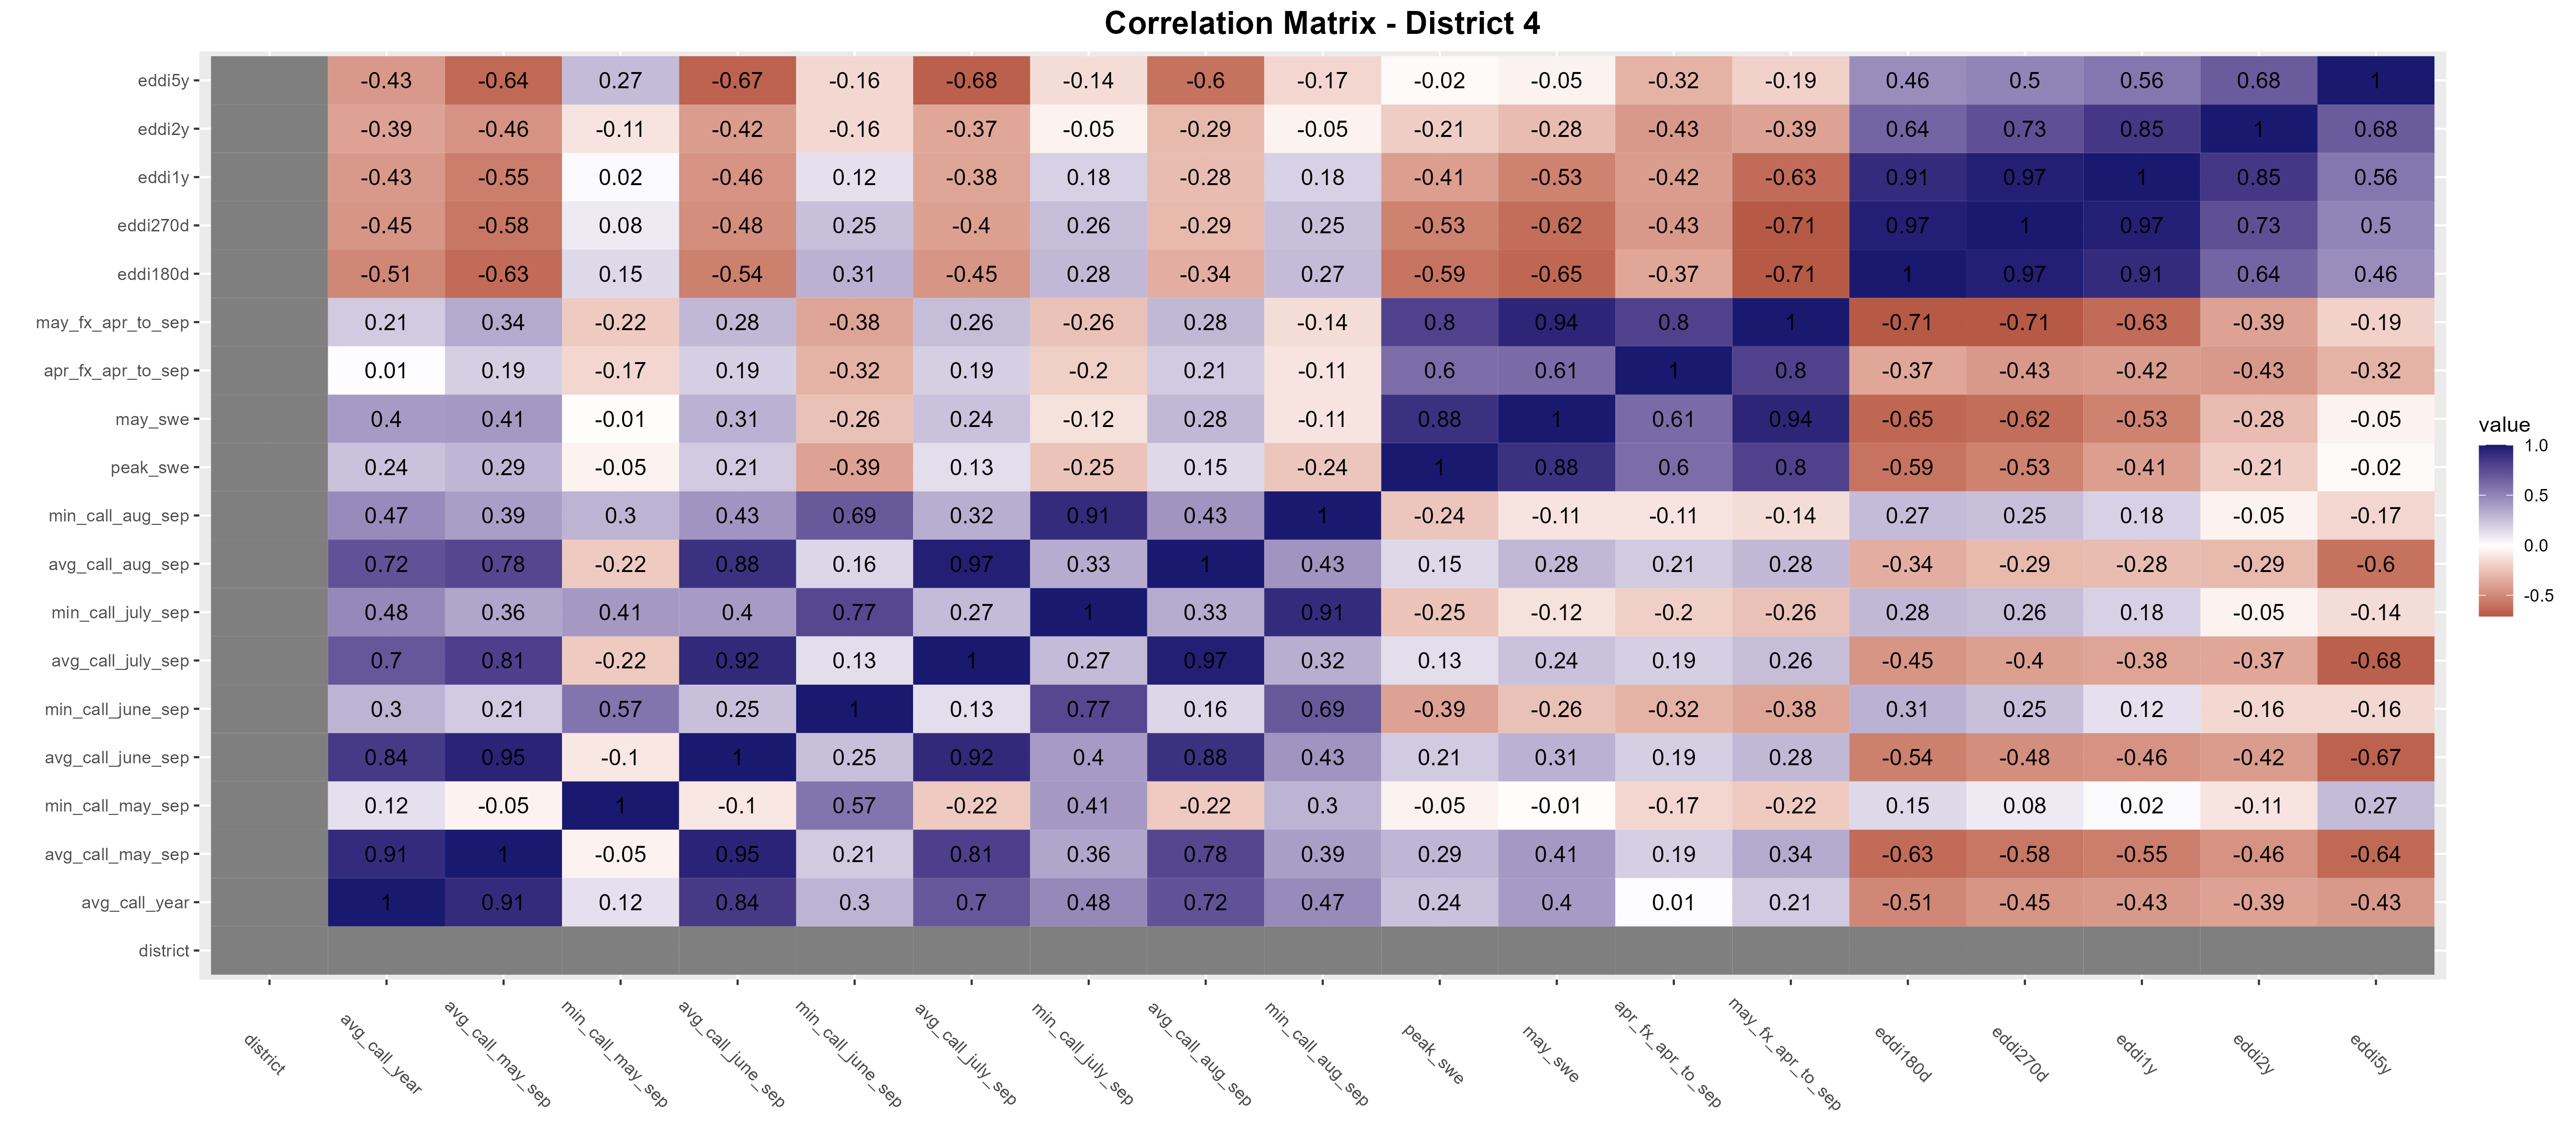 Correlation Matrix - District 4
eddi5y -0.43 -0.64 0.27 -0.67 -0.16 -0.68 -0.14 -0.6 -0.17 -0.02 -0.05 -0.32 -0.19 0.46 0.5 0.56 0.68 1
eddi2y -0.39 -0.46 -0.11 -0.42 -0.16 -0.37 -0.05 -0.29 -0.05 -0.21 -0.28 -0.43 -0.39 0.64 0.73 0.85 1 0.68
eddi1y -0.43 -0.55 0.02 -0.46 0.12 -0.38 0.18 -0.28 0.18 -0.41 -0.53 -0.42 -0.63 0.91 0.97 1 0.85 0.56
eddi270d -0.45 -0.58 0.08 -0.48 0.25 -0.4 0.26 -0.29 0.25 -0.53 -0.62 -0.43 -0.71 0.97 1 0.97 0.73 0.5
eddi180d -0.51 -0.63 0.15 -0.54 0.31 -0.45 0.28 -0.34 0.27 -0.59 -0.65 -0.37 -0.71 1 0.97 0.91 0.64 0.46
may_fx_apr_to_sep 0.21 0.34 -0.22 0.28 -0.38 0.26 -0.26 0.28 -0.14 0.8 0.94 0.8 1 -0.71 -0.71 -0.63 -0.39 -0.19
apr_fx_apr_to_sep 0.01 0.19 -0.17 0.19 -0.32 0.19 -0.2 0.21 -0.11 0.6 0.61 1 0.8 -0.37 -0.43 -0.42 -0.43 -0.32
may_swe 0.4 0.41 -0.01 0.31 -0.26 0.24 -0.12 0.28 -0.11 0.88 1 0.61 0.94 -0.65 -0.62 -0.53 -0.28 -0.05
peak_swe 0.24 0.29 -0.05 0.21 -0.39 0.13 -0.25 0.15 -0.24 1 0.88 0.6 0.8 -0.59 -0.53 -0.41 -0.21 -0.02
min_call_aug_sep 0.47 0.39 0.3 0.43 0.69 0.32 0.91 0.43 1 -0.24 -0.11 -0.11 -0.14 0.27 0.25 0.18 -0.05 -0.17
avg_call_aug_sep 0.72 0.78 -0.22 0.88 0.16 0.97 0.33 1 0.43 0.15 0.28 0.21 0.28 -0.34 -0.29 -0.28 -0.29 -0.6
min_call_july_sep 0.48 0.36 0.41 0.4 0.77 0.27 1 0.33 0.91 -0.25 -0.12 -0.2 -0.26 0.28 0.26 0.18 -0.05 -0.14
avg_call_july_sep 0.7 0.81 -0.22 0.92 0.13 1 0.27 0.97 0.32 0.13 0.24 0.19 0.26 -0.45 -0.4 -0.38 -0.37 -0.68
min_call_june_sep 0.3 0.21 0.57 0.25 1 0.13 0.77 0.16 0.69 -0.39 -0.26 -0.32 -0.38 0.31 0.25 0.12 -0.16 -0.16
avg_call_june_sep 0.84 0.95 -0.1 1 0.25 0.92 0.4 0.88 0.43 0.21 0.31 0.19 0.28 -0.54 -0.48 -0.46 -0.42 -0.67
min_call_may_sep 0.12 -0.05 1 -0.1 0.57 -0.22 0.41 -0.22 0.3 -0.05 -0.01 -0.17 -0.22 0.15 0.08 0.02 -0.11 0.27
avg_call_may_sep 0.91 1 -0.05 0.95 0.21 0.81 0.36 0.78 0.39 0.29 0.41 0.19 0.34 -0.63 -0.58 -0.55 -0.46 -0.64
avg_call_year 1 0.91 0.12 0.84 0.3 0.7 0.48 0.72 0.47 0.24 0.4 0.01 0.21 -0.51 -0.45 -0.43 -0.39 -0.43
district
district avg_call_year avg_call_may_sep min_call_may_sep avg_call_june_sep min_call_june_sep avg_call_july_sep min_call_july_sep avg_call_aug_sep min_call_aug_sep peak_swe may_swe apr_fx_apr_to_sep may_fx_apr_to_sep eddi180d eddi270d eddi1y eddi2y eddi5y
value
1.0
0.5
0.0
-0.5